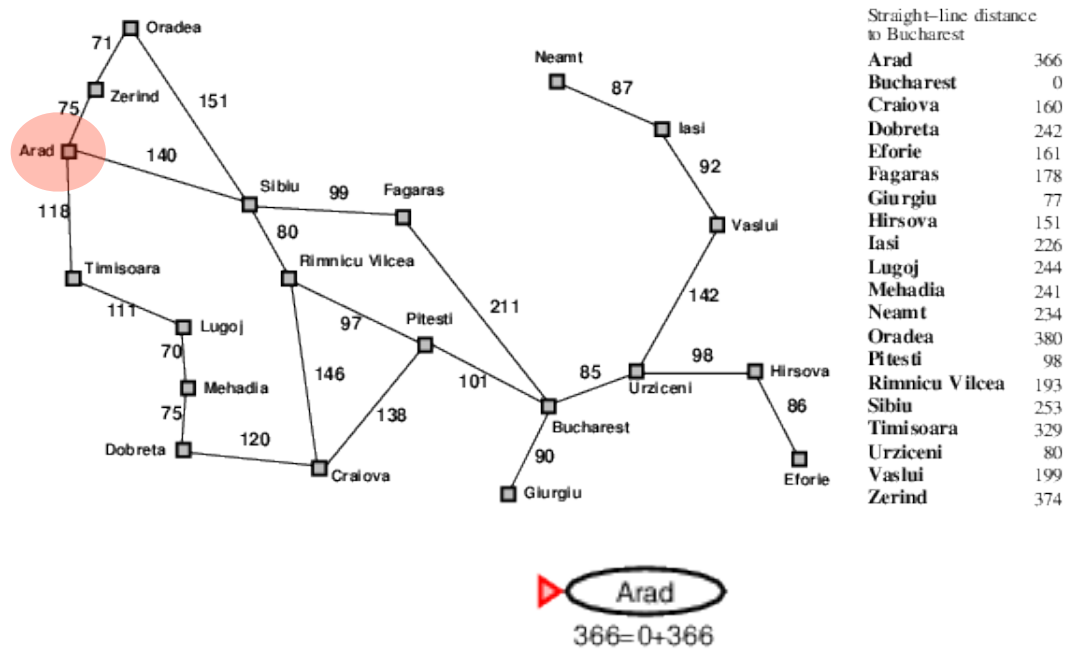 Oradea
71
Neamt
87
Zerind
151
75
Iasi
Arad
140
92
Sibiu
99
Fagaras
118
Vaslui
80
Timisoara
Rimnicu Vilcea
142
111
Lugoj
97
Pitesti
211
70
98
Hirsova
85
Urziceni
146
101
86
Mehadia
75
138
Bucharest
Dobreta
120
90
Craiova
Eforie
Giurgiu
Straight–line distance
to Bucharest
Arad 366
Bucharest 0
Craiova 160
Dobreta 242
Eforie 161
Fagaras 178
Giurgiu 77
Hirsova 151
Iasi 226
Lugoj 244
Mehadia 241
Neamt 234
Oradea 380
Pitesti 98
Rimnicu Vilcea 193
Sibiu 253
Timisoara 329
Urziceni 80
Vaslui 199
Zerind 374
Arad
366=0+366